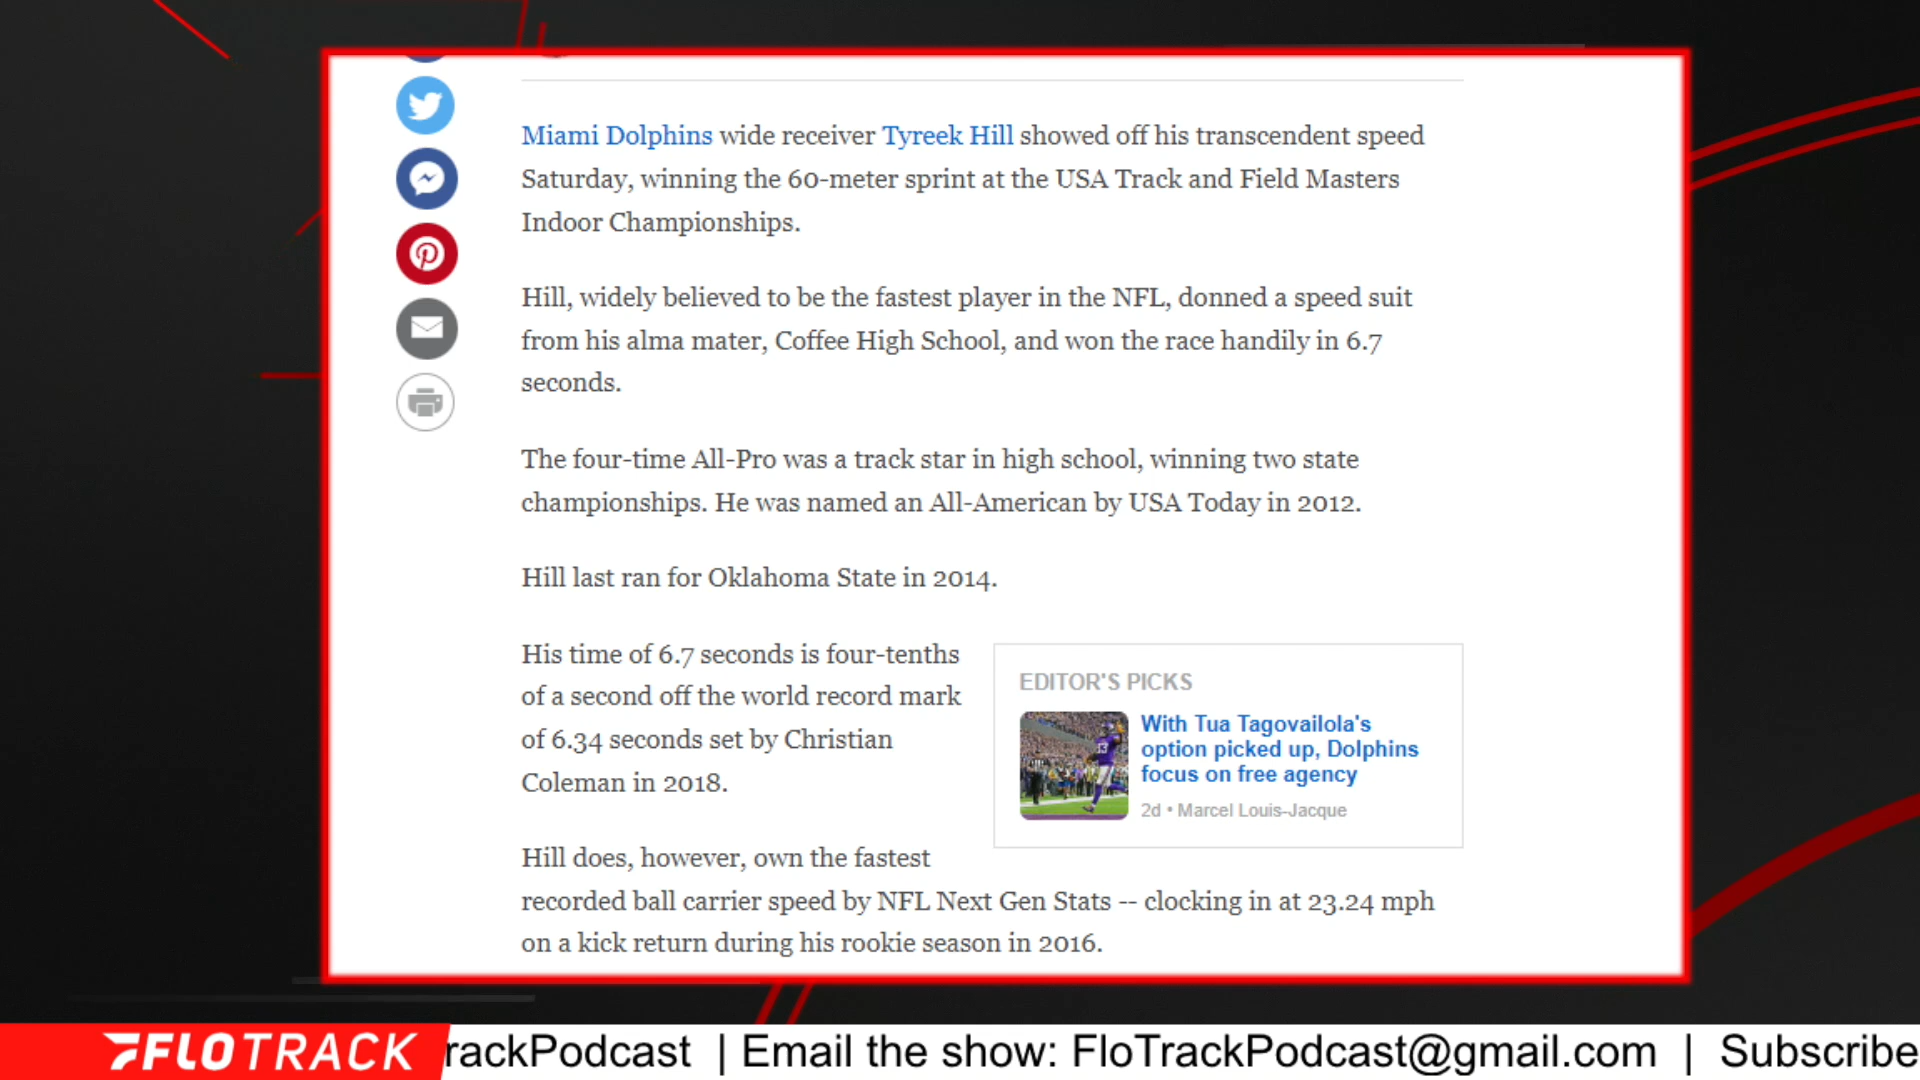 Miami Dolphins wide receiver Tyreek Hill showed off his transcendent speed
Saturday, winning the 60-meter sprint at the USA Track and Field Masters
Indoor Championships.
Hill, widely believed to be the fastest player in the NFL, donned a speed suit
from his alma mater, Coffee High School, and won the race handily in 6.7
seconds.
The four-time All-Pro was a track star in high school, winning two state
championships. He was named an All-American by USA Today in 2012.
Hill last ran for Oklahoma State in 2014.
His time of 6.7 seconds is four-tenths
of a second off the world record mark
of 6.34 seconds set by Christian
Coleman in 2018.
EDITOR'S PICKS
With Tua Tagovailola's
option picked up, Dolphins
focus on free agency
2d • Marcel Louis-Jacque
Hill does, however, own the fastest
recorded ball carrier speed by NFL Next Gen Stats -- clocking in at 23.24 mph
on a kick return during his rookie season in 2016.
FLOTRACK rackPodcast | Email the show: FloTrackPodcast@gmail.com | Subscribe